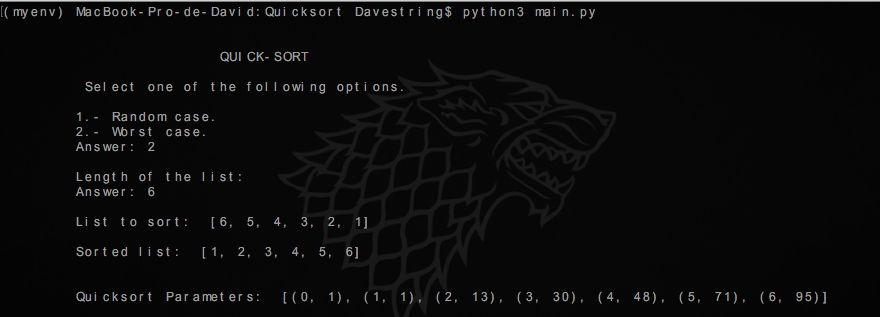 (myenv) MacBook-Pro-de-David:Quicksort Davestring$ python3 main.py
QUICK-SORT
Select one of the following options.
1.- Random case.
2.- Worst case.
Answer: 2
Length of the list:
Answer: 6
List to sort: [6, 5, 4, 3, 2, 1]
Sorted list: [1, 2, 3, 4, 5, 6]
Quicksort Parameters: [(0, 1), (1, 1), (2, 13), (3, 30), (4, 48), (5, 71), (6, 95)]